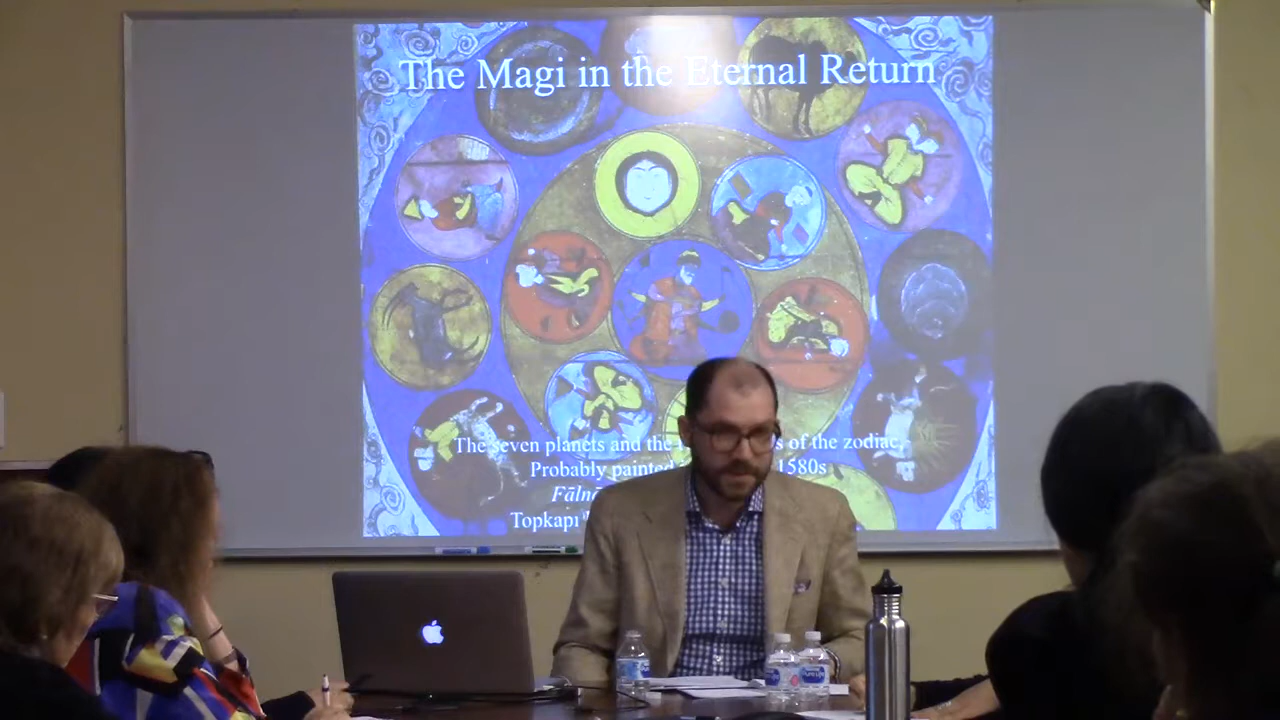 The Magi in the Eternal Return
The seven planets and the of the zodiac,
Probably painted 1580s
Topkapı